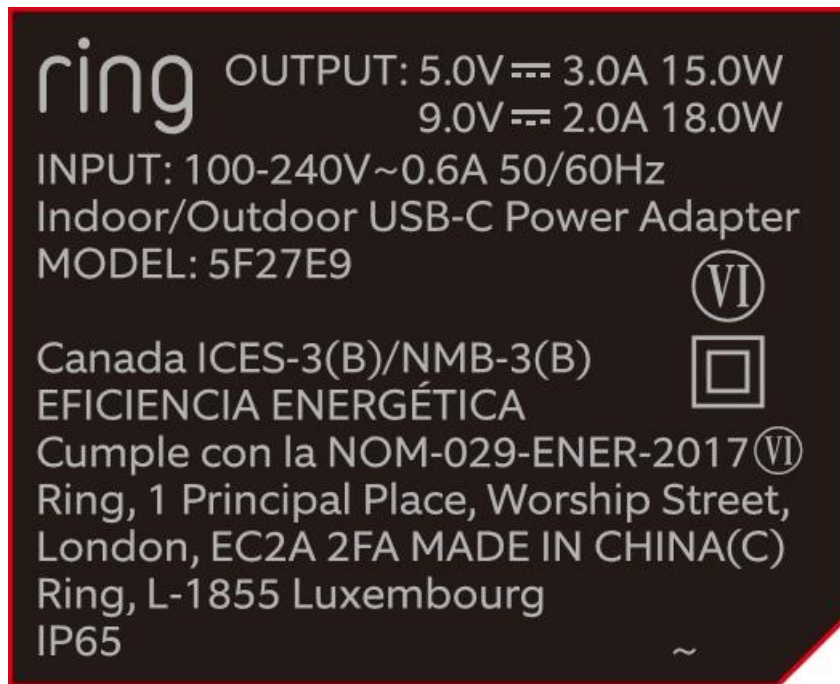 ring OUTPUT: 5.0V⎓3.0A 15.0W
9.0V⎓2.0A 18.0W
INPUT: 100-240V~0.6A 50/60Hz
Indoor/Outdoor USB-C Power Adapter
MODEL: 5F27E9
VI
Canada ICES-3(B)/NMB-3(B)
EFICIENCIA ENERGÉTICA
Cumple con la NOM-029-ENER-2017 VI
Ring, 1 Principal Place, Worship Street,
London, EC2A 2FA MADE IN CHINA(C)
Ring, L-1855 Luxembourg
IP65 ~